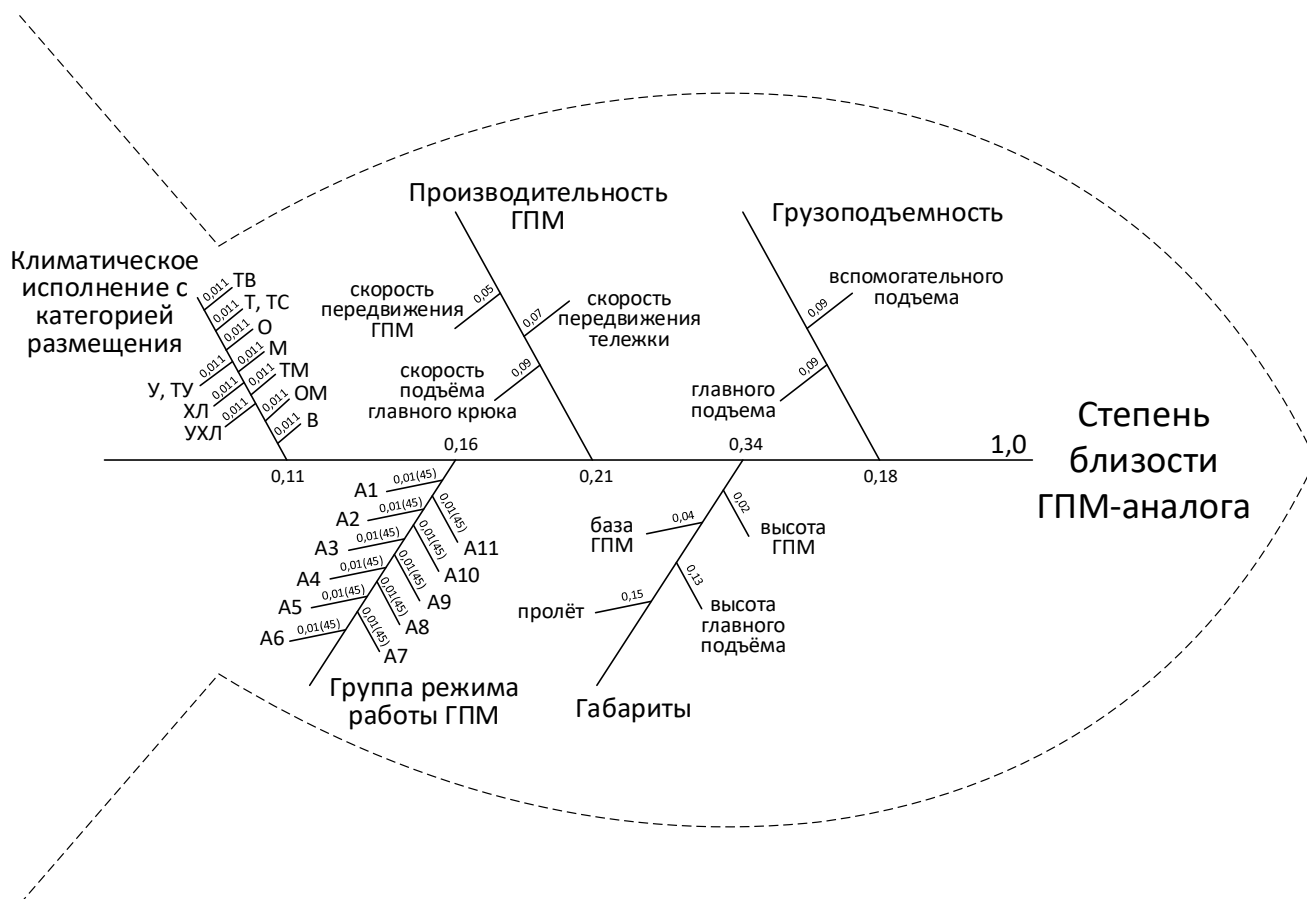 Производительность
ГПМ
Грузоподъемность
Климатическое
исполнение с
категорией
размещения
0,011 ТВ
0,011 Т, ТС
0,011 О
0,011 М
0,011 ТМ
0,011 ОМ
0,011 В
0,011
У, ТУ
0,011
ХЛ
0,011
УХЛ
скорость
передвижения
ГПМ
0,05
0,07
скорость
передвижения
тележки
скорость
подъёма
главного крюка
0,09
0,09
вспомогательного
подъема
главного
подъема
0,09
0,11
0,16
0,21
0,34
0,18
1,0
Степень
близости
ГПМ-аналога
А1 0,01(45)
А2 0,01(45)
А3 0,01(45)
А4 0,01(45)
А5 0,01(45)
А6 0,01(45)
0,01(45) А11
0,01(45) А10
0,01(45) А9
0,01(45) А8
0,01(45) А7
Группа режима
работы ГПМ
база
ГПМ
0,04
0,02
высота
ГПМ
пролёт
0,15
0,13
высота
главного
подъёма
Габариты